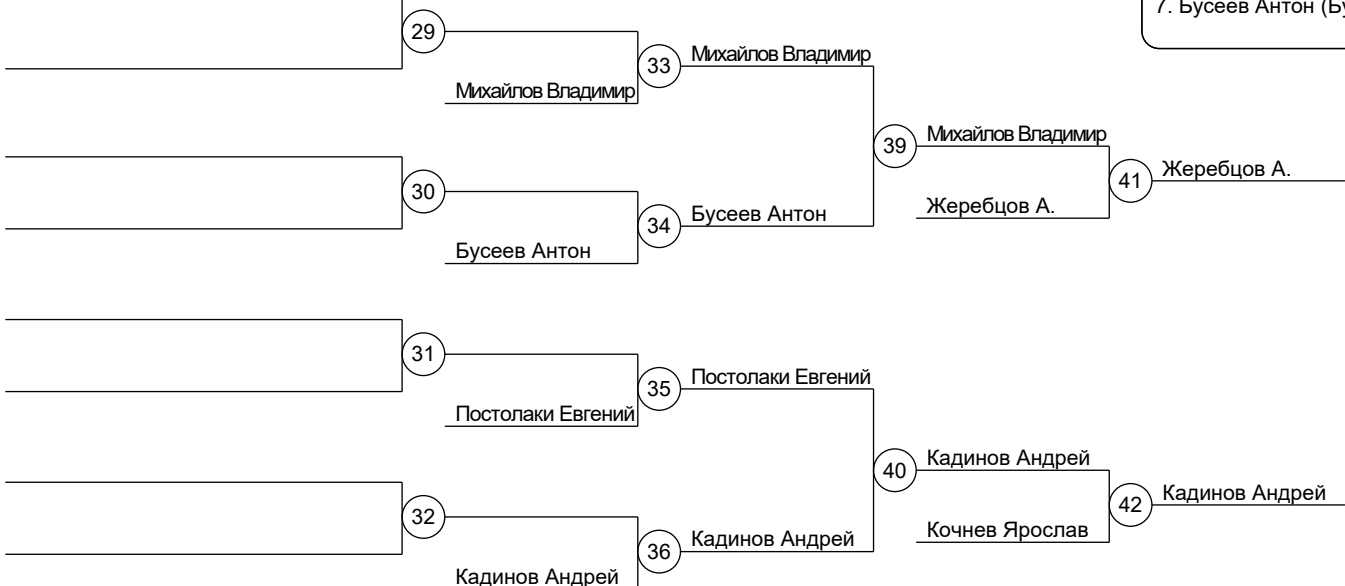 7. Бусеев Антон (Бу
29
33
Михайлов Владимир
Михайлов Владимир
39
Михайлов Владимир
41
Жеребцов А.
30
34
Бусеев Антон
Жеребцов А.
Бусеев Антон
31
35
Постолаки Евгений
Постолаки Евгений
40
Кадинов Андрей
42
Кадинов Андрей
32
36
Кадинов Андрей
Кочнев Ярослав
Кадинов Андрей